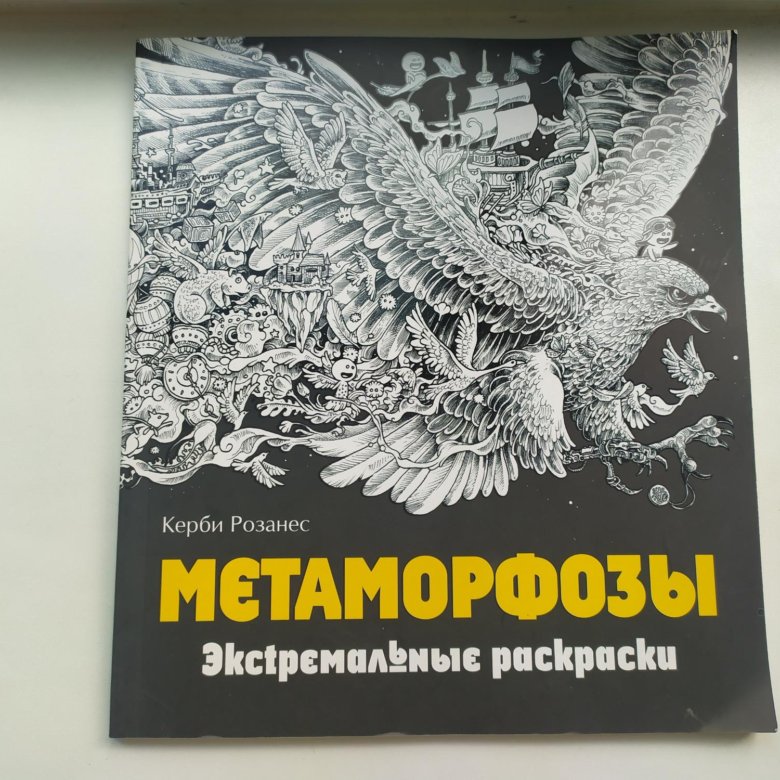 Керби Розанес
МЕТАМОРФОЗЫ
Экстремальные раскраски